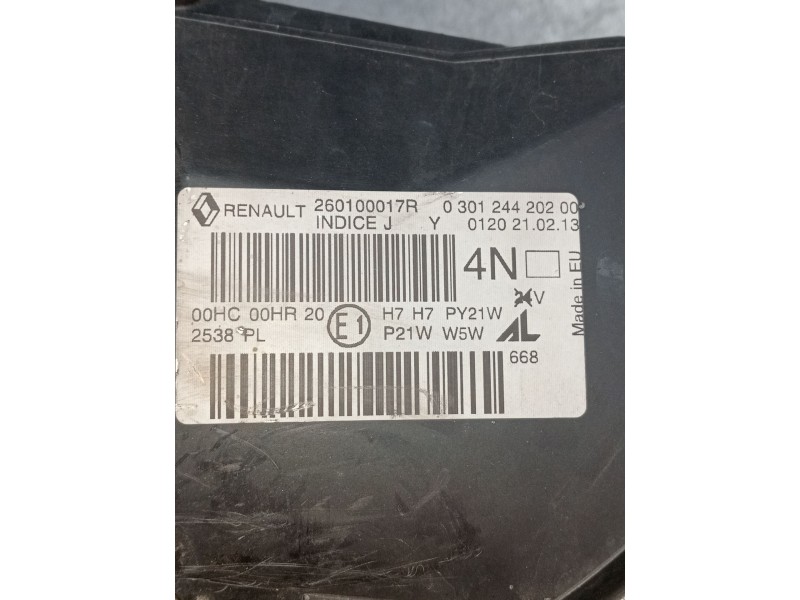 RENAULT 260100017R 0 301 244 202 00
INDICE J Y 0120 21.02.13
4N
V
Made in EU
00HC 00HR 20 E1 H7 H7 PY21W
2538 PL P21W W5W AL
668